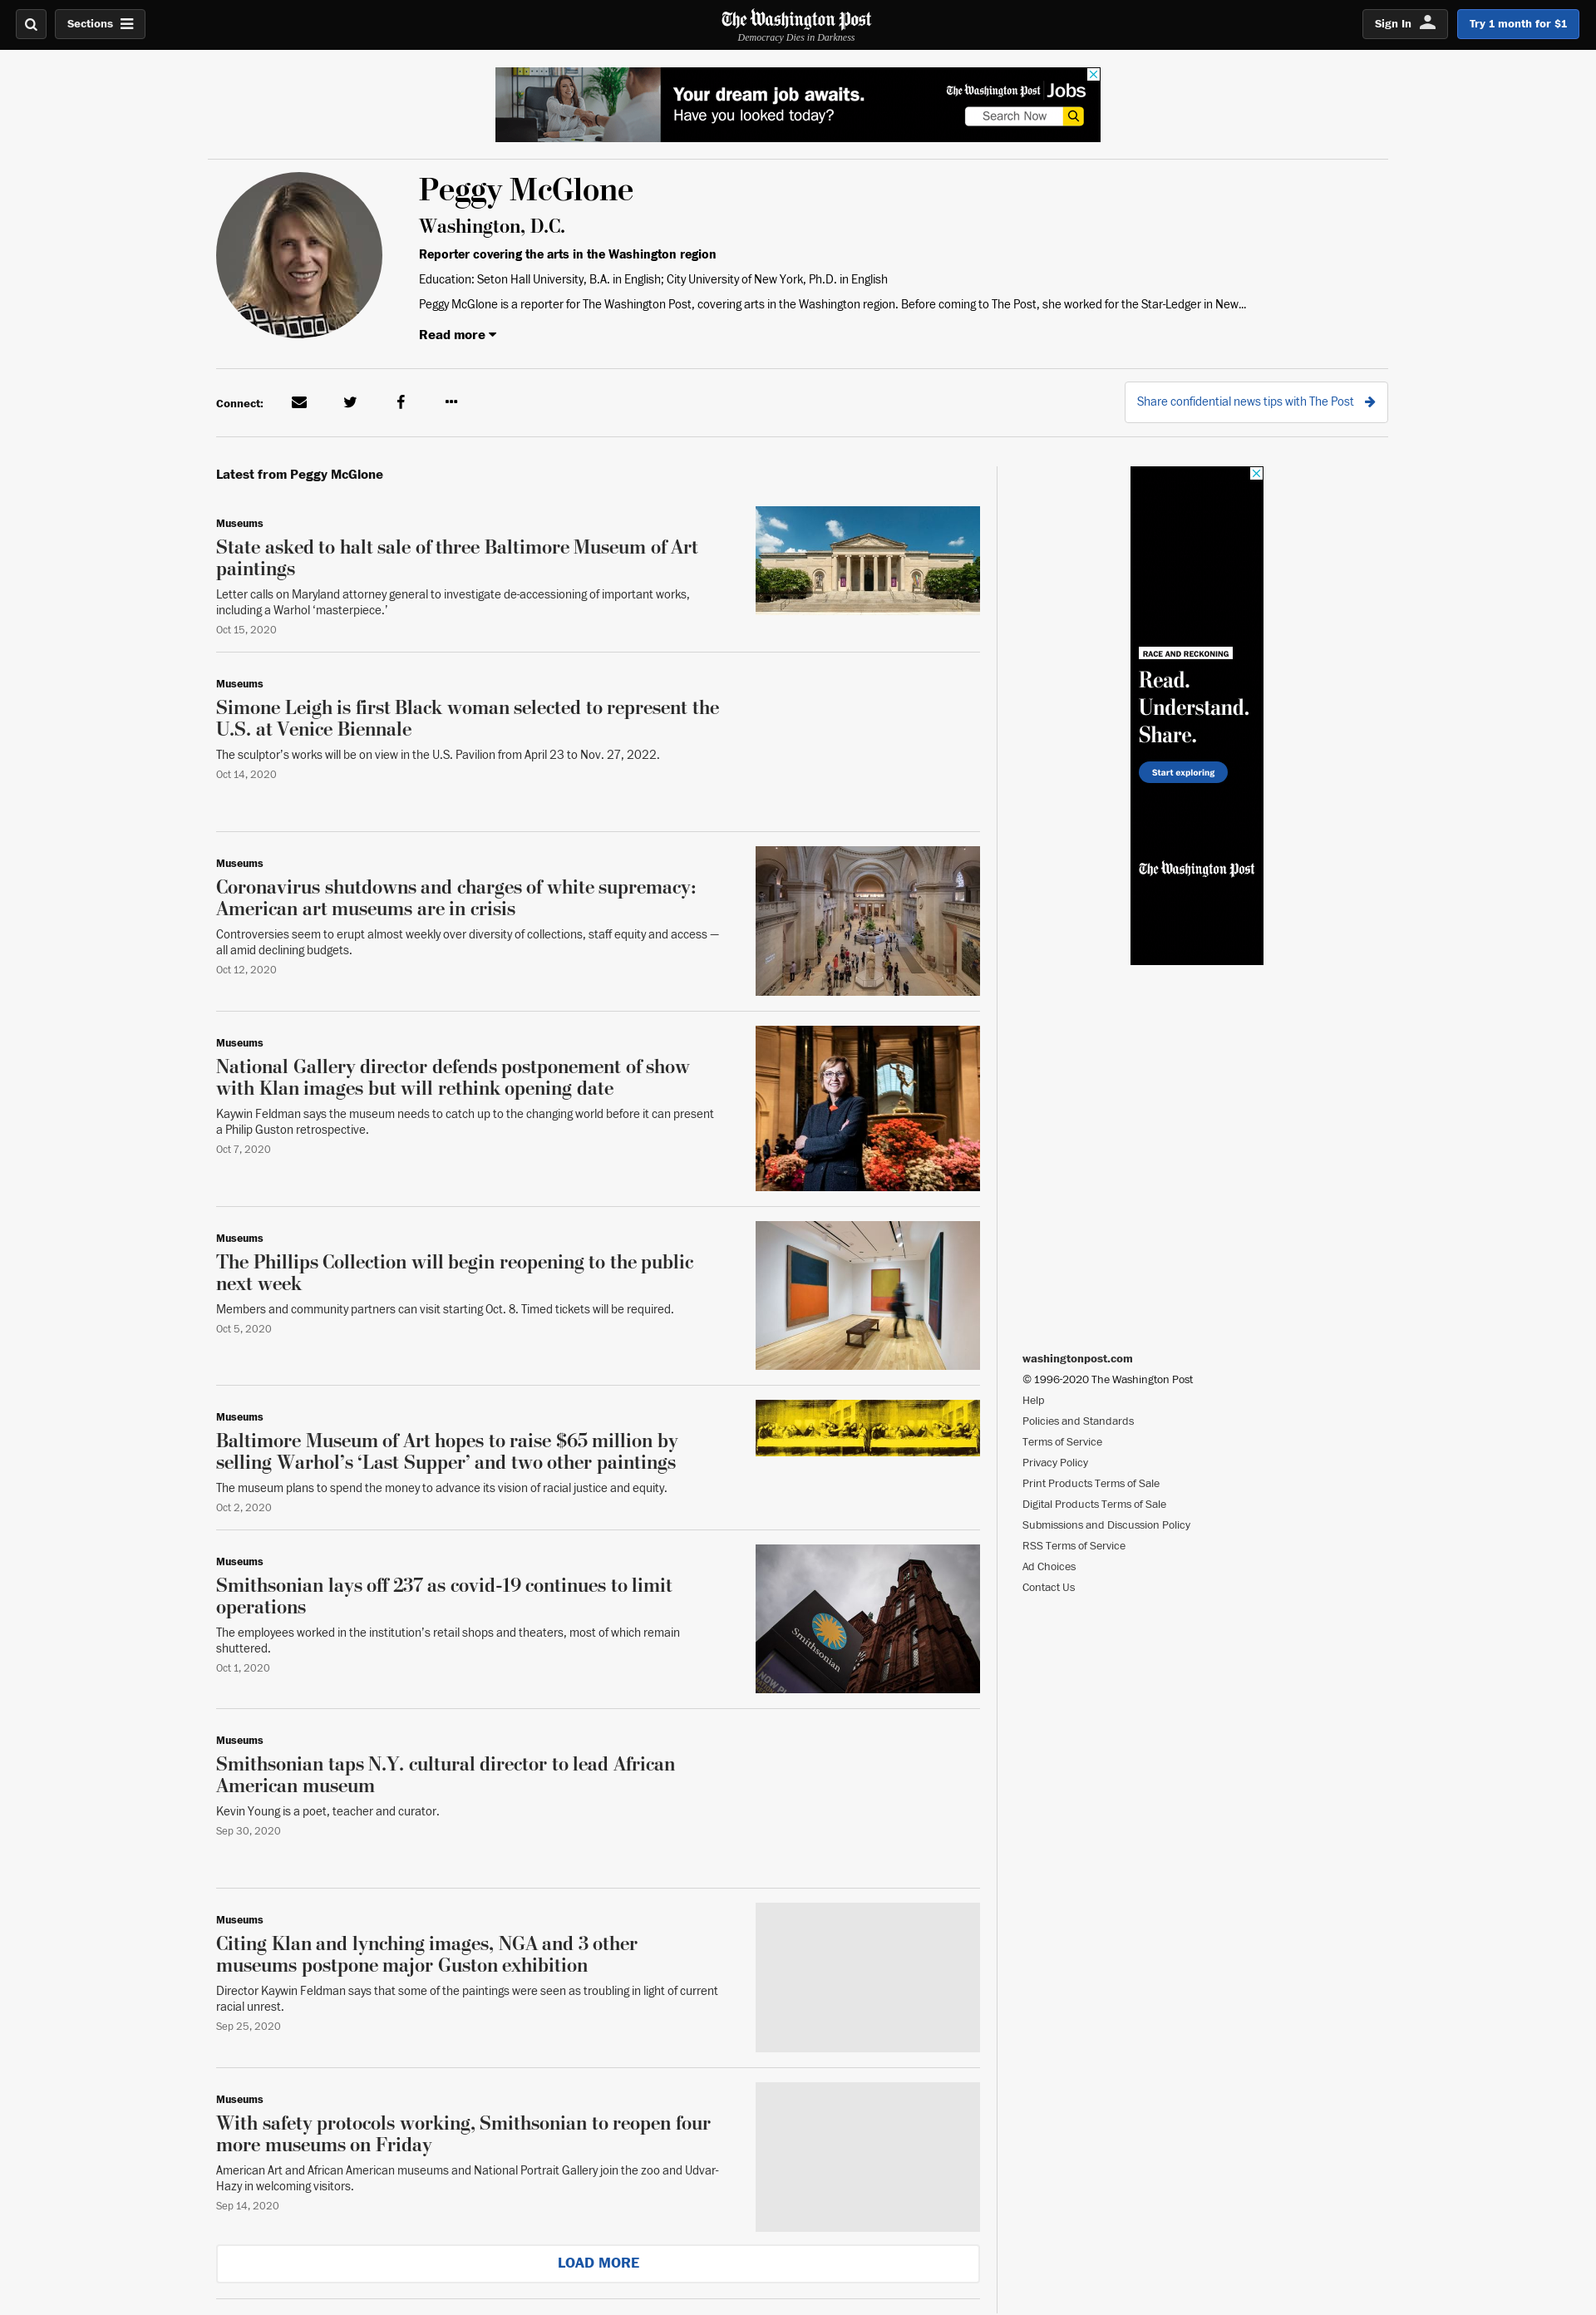 Sections
The Washington Post
Democracy Dies in Darkness
Sign In
Try 1 month for $1
Your dream job awaits.
Have you looked today?
The Washington Post Jobs
Search Now
Peggy McGlone
Washington, D.C.
Reporter covering the arts in the Washington region
Education: Seton Hall University, B.A. in English; City University of New York, Ph.D. in English
Peggy McGlone is a reporter for The Washington Post, covering arts in the Washington region. Before coming to The Post, she worked for the Star-Ledger in New...
Read more
Connect:
Share confidential news tips with The Post
Latest from Peggy McGlone
Museums
State asked to halt sale of three Baltimore Museum of Art
paintings
Letter calls on Maryland attorney general to investigate de-accessioning of important works,
including a Warhol ‘masterpiece.’
Oct 15, 2020
Museums
Simone Leigh is first Black woman selected to represent the
U.S. at Venice Biennale
The sculptor’s works will be on view in the U.S. Pavilion from April 23 to Nov. 27, 2022.
Oct 14, 2020
Museums
Coronavirus shutdowns and charges of white supremacy:
American art museums are in crisis
Controversies seem to erupt almost weekly over diversity of collections, staff equity and access —
all amid declining budgets.
Oct 12, 2020
Museums
National Gallery director defends postponement of show
with Klan images but will rethink opening date
Kaywin Feldman says the museum needs to catch up to the changing world before it can present
a Philip Guston retrospective.
Oct 7, 2020
Museums
The Phillips Collection will begin reopening to the public
next week
Members and community partners can visit starting Oct. 8. Timed tickets will be required.
Oct 5, 2020
Museums
Baltimore Museum of Art hopes to raise $65 million by
selling Warhol’s ‘Last Supper’ and two other paintings
The museum plans to spend the money to advance its vision of racial justice and equity.
Oct 2, 2020
Museums
Smithsonian lays off 237 as covid-19 continues to limit
operations
The employees worked in the institution’s retail shops and theaters, most of which remain
shuttered.
Oct 1, 2020
Smithsonian
Museums
Smithsonian taps N.Y. cultural director to lead African
American museum
Kevin Young is a poet, teacher and curator.
Sep 30, 2020
Museums
Citing Klan and lynching images, NGA and 3 other
museums postpone major Guston exhibition
Director Kaywin Feldman says that some of the paintings were seen as troubling in light of current
racial unrest.
Sep 25, 2020
Museums
With safety protocols working, Smithsonian to reopen four
more museums on Friday
American Art and African American museums and National Portrait Gallery join the zoo and Udvar-
Hazy in welcoming visitors.
Sep 14, 2020
LOAD MORE
RACE AND RECKONING
Read.
Understand.
Share.
Start exploring
The Washington Post
washingtonpost.com
© 1996-2020 The Washington Post
Help
Policies and Standards
Terms of Service
Privacy Policy
Print Products Terms of Sale
Digital Products Terms of Sale
Submissions and Discussion Policy
RSS Terms of Service
Ad Choices
Contact Us